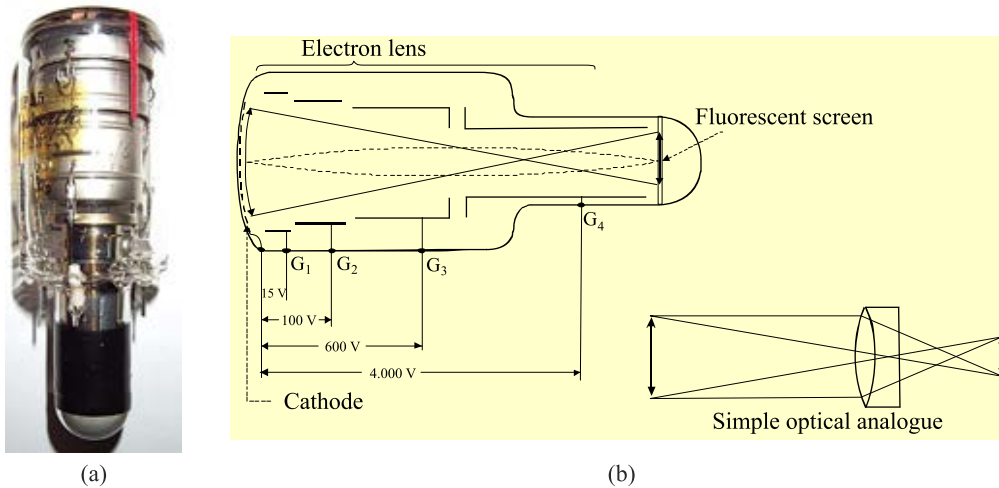 Electron lens
Fluorescent screen
G4
G1
G2
G3
15 V
100 V
600 V
4.000 V
Cathode
Simple optical analogue
(a)
(b)